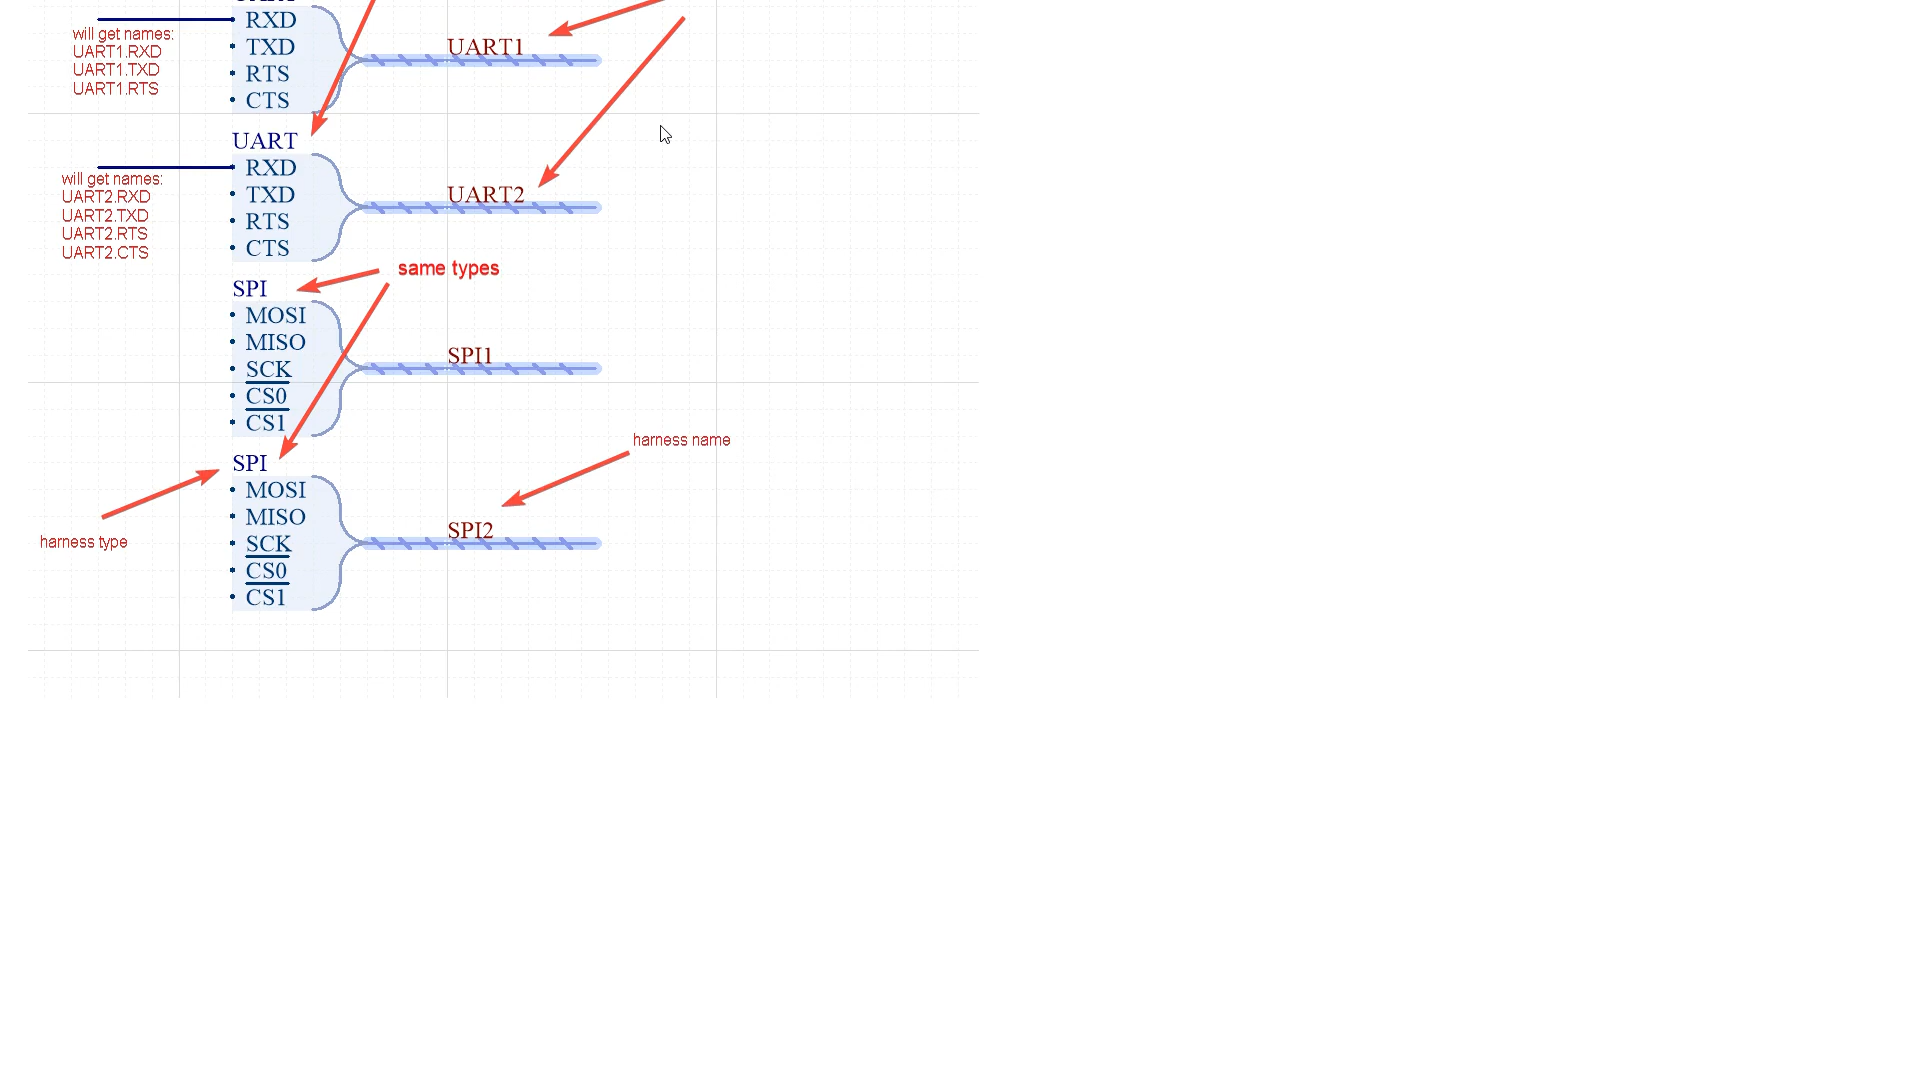 RXD
will get names:
UART1.RXD
UART1.TXD
UART1.RTS
TXD
RTS
CTS
UART1
UART
RXD
will get names:
UART2.RXD
UART2.TXD
UART2.RTS
UART2.CTS
TXD
RTS
CTS
UART2
same types
SPI
MOSI
MISO
SCK
CS0
CS1
SPI1
harness name
SPI
MOSI
MISO
SCK
CS0
CS1
SPI2
harness type